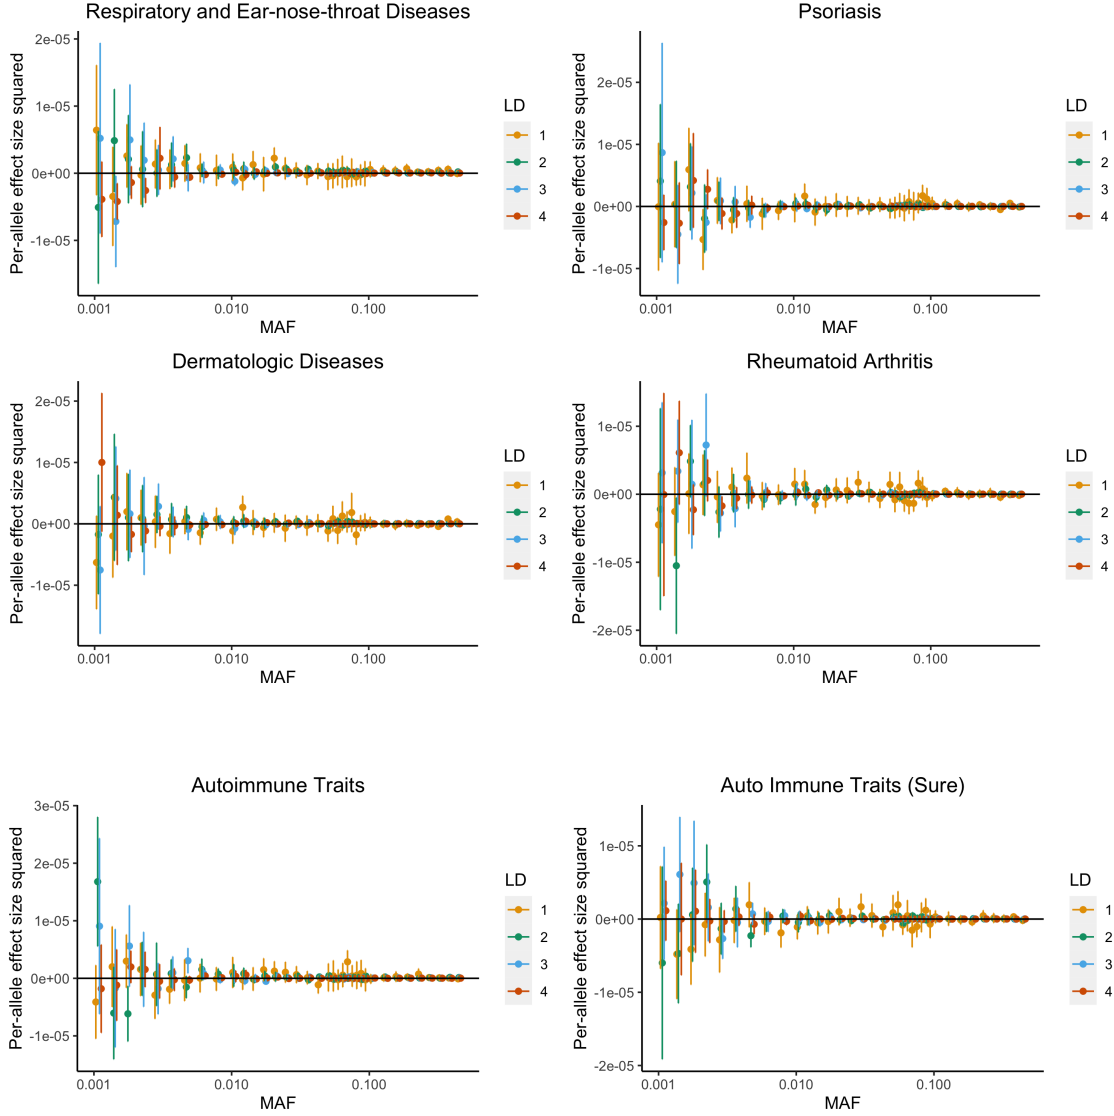 Respiratory and Ear-nose-throat Diseases
Per-allele effect size squared
2e-05
1e-05
0e+00
-1e-05
0.001
0.010
0.100
MAF
LD
1
2
3
4
Psoriasis
Per-allele effect size squared
2e-05
1e-05
0e+00
-1e-05
0.001
0.010
0.100
MAF
LD
1
2
3
4
Dermatologic Diseases
Per-allele effect size squared
2e-05
1e-05
0e+00
-1e-05
0.001
0.010
0.100
MAF
LD
1
2
3
4
Rheumatoid Arthritis
Per-allele effect size squared
1e-05
0e+00
-1e-05
-2e-05
0.001
0.010
0.100
MAF
LD
1
2
3
4
Autoimmune Traits
Per-allele effect size squared
3e-05
2e-05
1e-05
0e+00
-1e-05
0.001
0.010
0.100
MAF
LD
1
2
3
4
Auto Immune Traits (Sure)
Per-allele effect size squared
1e-05
0e+00
-1e-05
-2e-05
0.001
0.010
0.100
MAF
LD
1
2
3
4